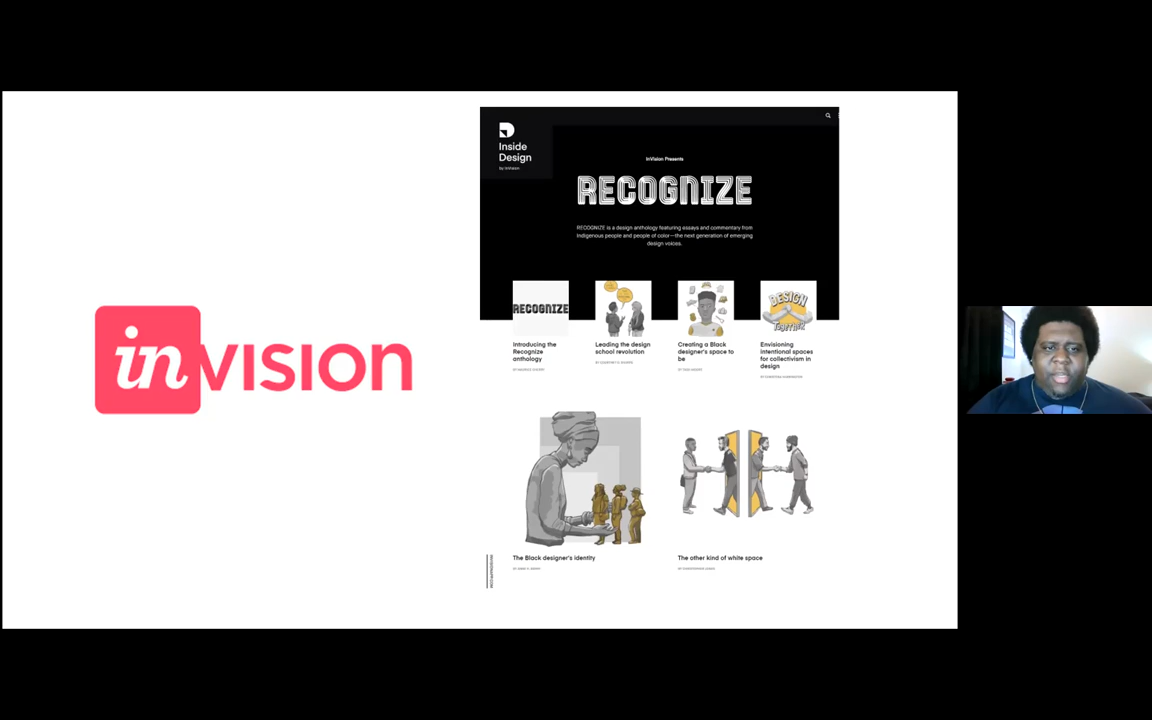 inVISION
Inside
Design
by InVision
InVision Presents
RECOGNIZE
RECOGNIZE is a design anthology featuring essays and commentary from
Indigenous people and people of color—the next generation of emerging
design voices.
RECOGNIZE
DESIGN
TOGETHER
Introducing the
Recognize
anthology
Leading the design
school revolution
Creating a Black
designer's space to
be
Envisioning
intentional spaces
for collectivism in
design
The Black designer's identity
The other kind of white space